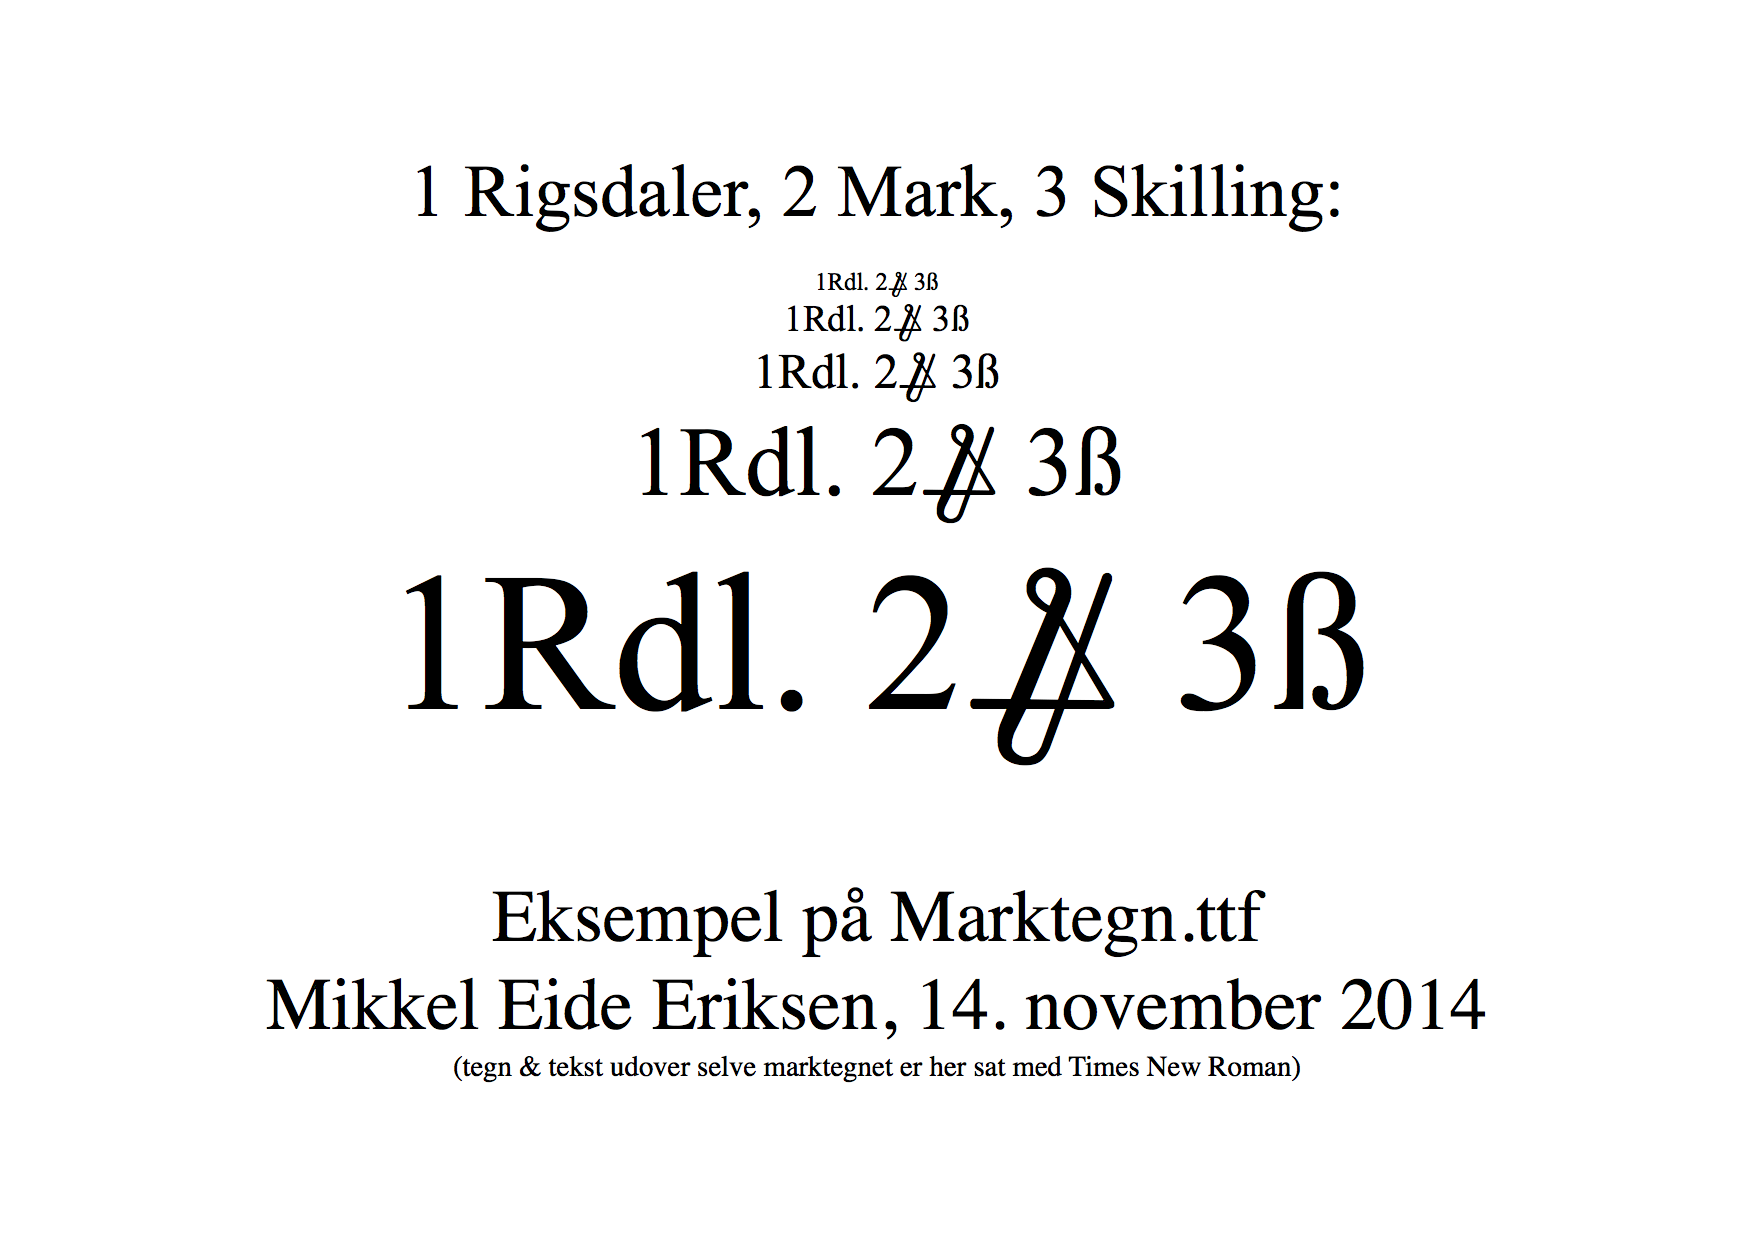 1 Rigsdaler, 2 Mark, 3 Skilling:
1Rdl. 2 3ß
1Rdl. 2 3ß
1Rdl. 2 3ß
1Rdl. 2 3ß
1Rdl. 2 3ß
Eksempel på Marktegn.ttf
Mikkel Eide Eriksen, 14. november 2014
(tegn & tekst udover selve marktegnet er her sat med Times New Roman)